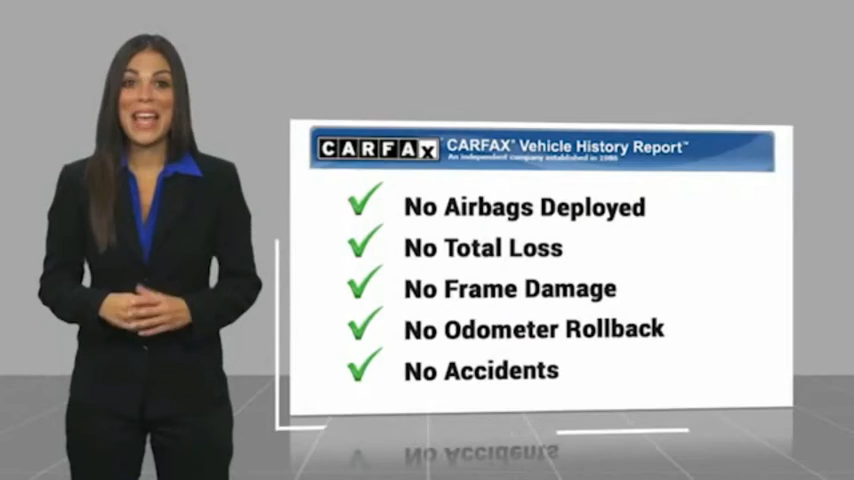 CARFAX CARFAX® Vehicle History Report™
An independent company established in 1986
No Airbags Deployed
No Total Loss
No Frame Damage
No Odometer Rollback
No Accidents
No Accidents